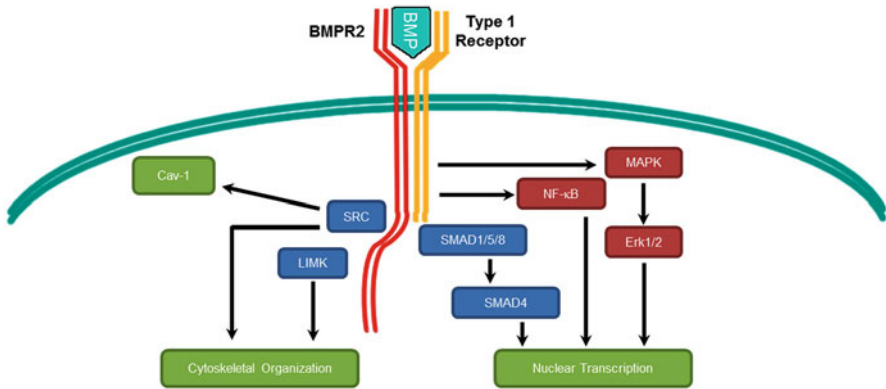 BMPR2
BMP
Type 1
Receptor
Cav-1
SRC
LIMK
MAPK
NF-κB
SMAD1/5/8
Erk1/2
SMAD4
Cytoskeletal Organization
Nuclear Transcription